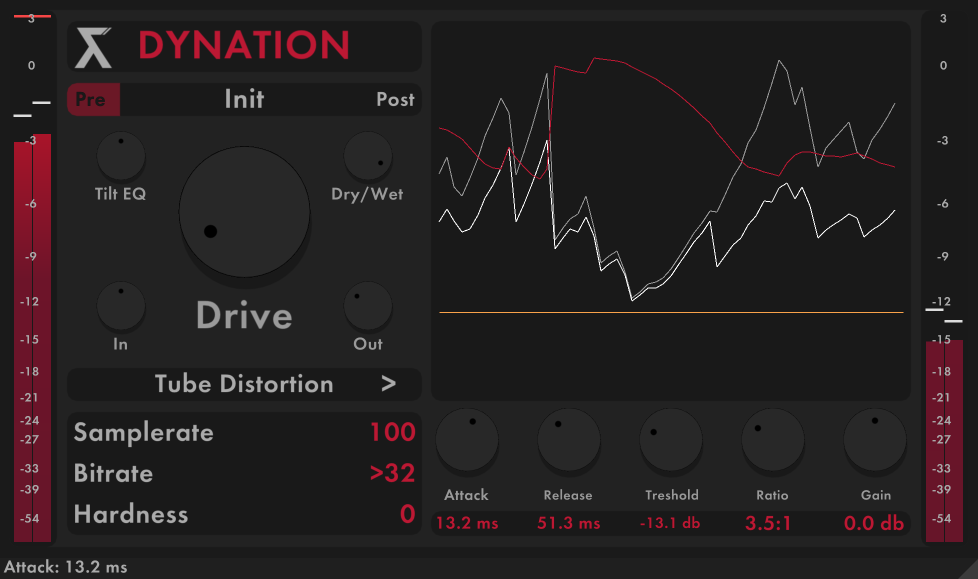 3
0
-3
-6
-9
-12
-15
-18
-21
-24
-27
-33
-39
-54
DYNATION
Pre Init Post
Tilt EQ Dry/Wet
Drive
In Out
Tube Distortion >
Samplerate 100
Bitrate >32
Hardness 0
Attack Release Treshold Ratio Gain
13.2 ms 51.3 ms -13.1 db 3.5:1 0.0 db
3
0
-3
-6
-9
-12
-15
-18
-21
-24
-27
-33
-39
-54
Attack: 13.2 ms